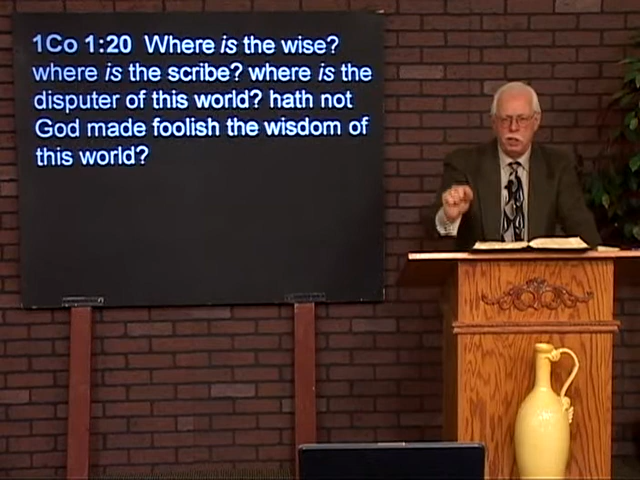 1Co 1:20 Where is the wise?
where is the scribe? where is the
disputer of this world? hath not
God made foolish the wisdom of
this world?